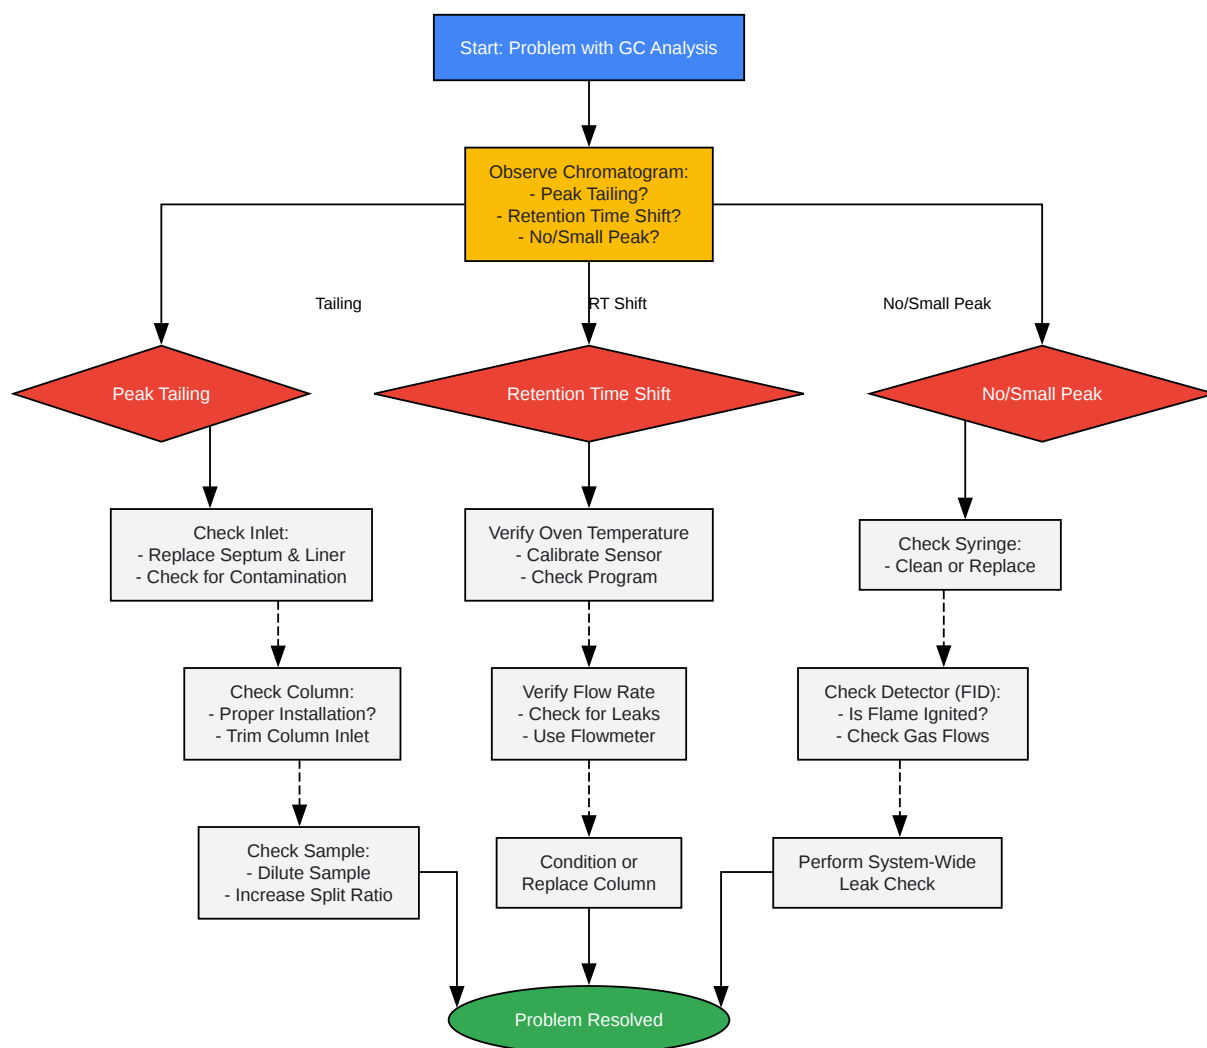 Start: Problem with GC Analysis
Observe Chromatogram:
- Peak Tailing?
- Retention Time Shift?
- No/Small Peak?
Tailing
RT Shift
No/Small Peak
Peak Tailing
Retention Time Shift
No/Small Peak
Check Inlet:
- Replace Septum & Liner
- Check for Contamination
Verify Oven Temperature
- Calibrate Sensor
- Check Program
Check Syringe:
- Clean or Replace
Check Column:
- Proper Installation?
- Trim Column Inlet
Verify Flow Rate
- Check for Leaks
- Use Flowmeter
Check Detector (FID):
- Is Flame Ignited?
- Check Gas Flows
Check Sample:
- Dilute Sample
- Increase Split Ratio
Condition or
Replace Column
Perform System-Wide
Leak Check
Problem Resolved